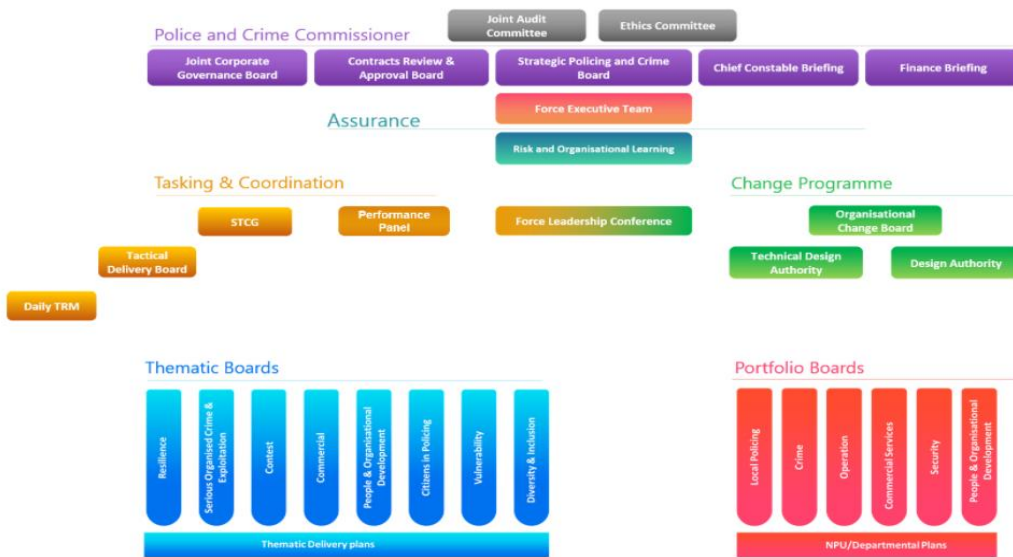 Joint Audit
Committee
Ethics Committee
Police and Crime Commissioner
Joint Corporate
Governance Board
Contracts Review &
Approval Board
Strategic Policing and Crime
Board
Chief Constable Briefing
Finance Briefing
Force Executive Team
Assurance
Risk and Organisational Learning
Tasking & Coordination
Change Programme
STCG
Performance
Panel
Force Leadership Conference
Organisational
Change Board
Tactical
Delivery Board
Technical Design
Authority
Design Authority
Daily TRM
Thematic Boards
Portfolio Boards
Resilience
Serious Organised Crime &
Exploitation
Contest
Commercial
People & Organisational
Development
Citizens in Policing
Vulnerability
Diversity & Inclusion
Local Policing
Crime
Operation
Commercial Services
Security
People & Organisational
Development
Thematic Delivery plans
NPU/Departmental Plans